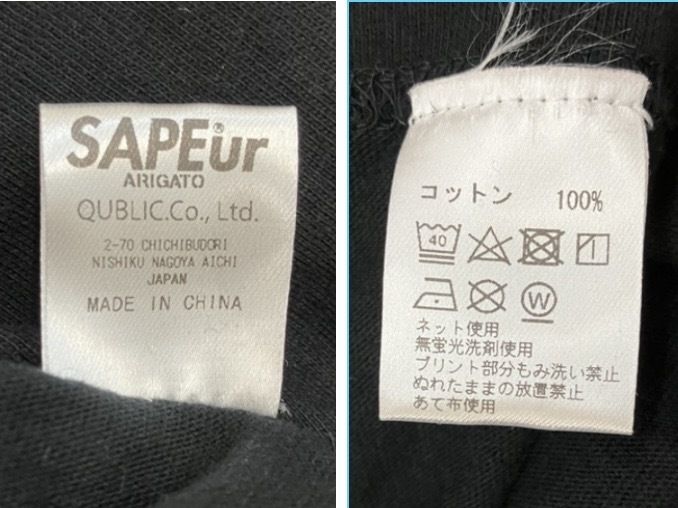 SAPEur®
ARIGATO
QUBLIC.Co., Ltd.
2-70 CHICHIBUDORI
NISHIKU NAGOYA AICHI
JAPAN
MADE IN CHINA
コットン 100%
40
W
ネット使用
無蛍光洗剤使用
プリント部分もみ洗い禁止
ぬれたままの放置禁止
あて布使用